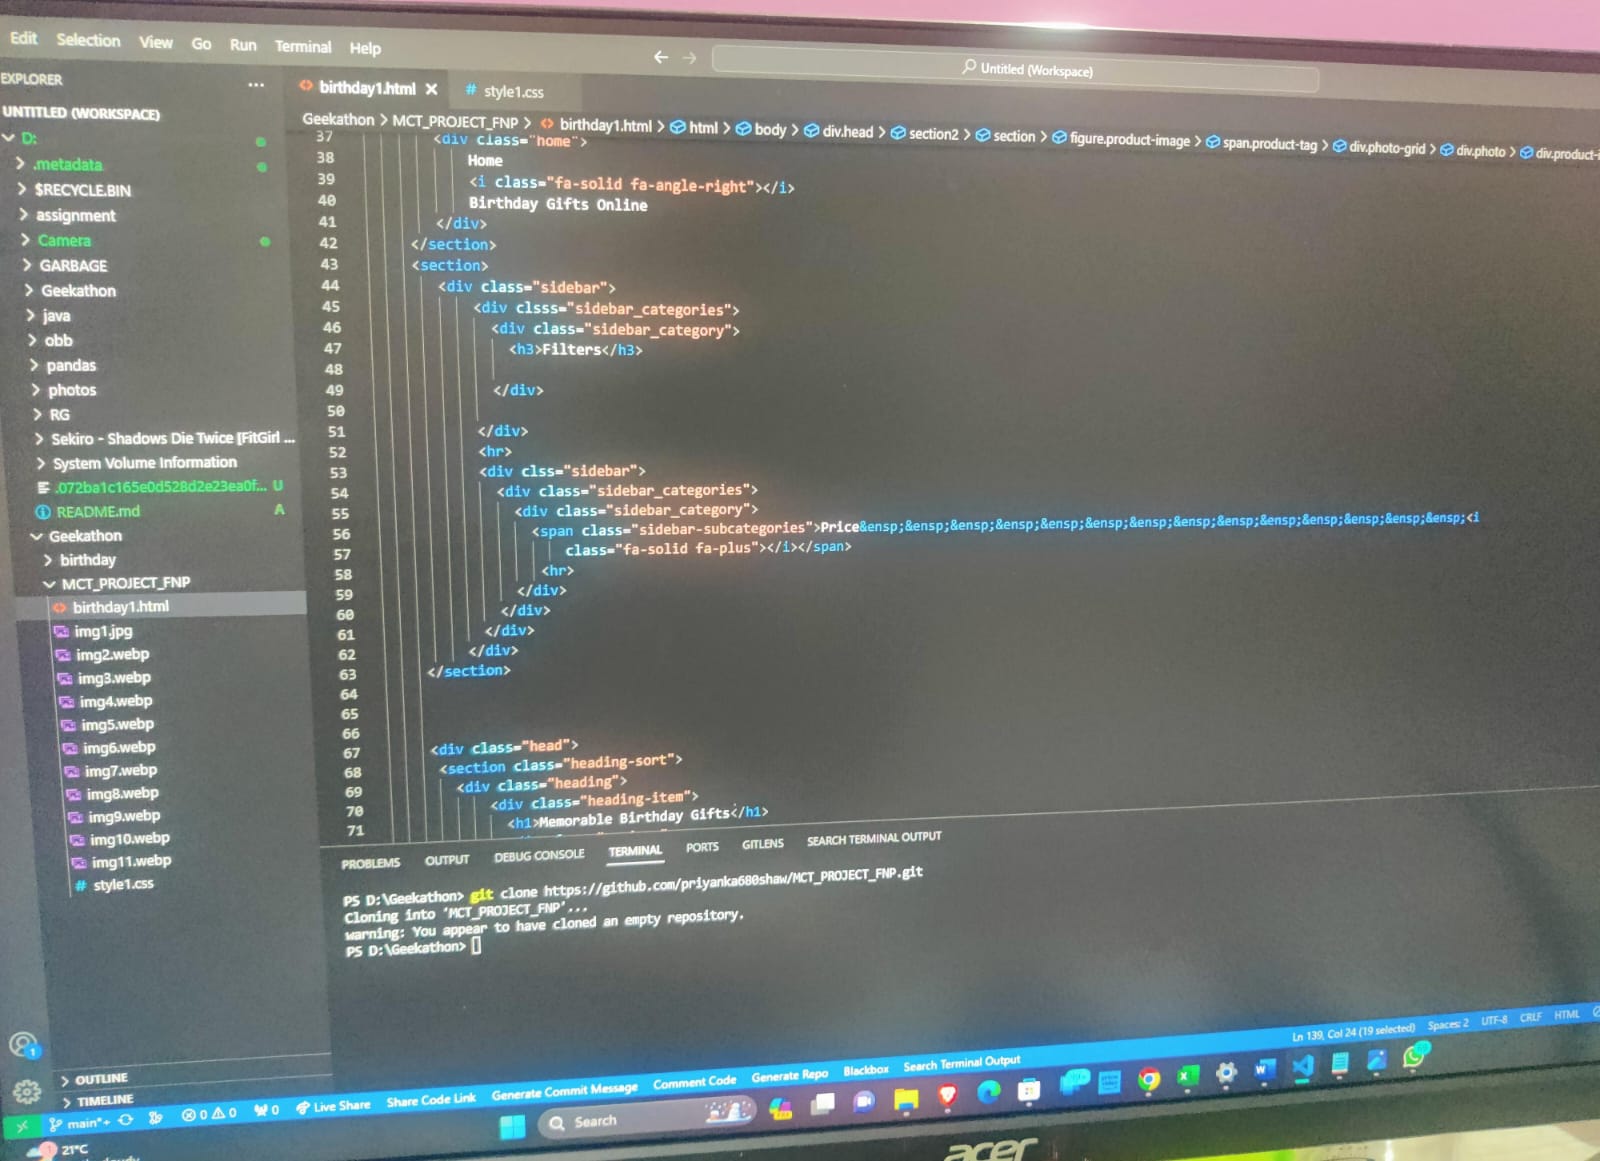 Edit Selection View Go Run Terminal Help
Untitled (Workspace)
EXPLORER
UNTITLED (WORKSPACE)
D:
.metadata
$RECYCLE.BIN
assignment
Camera
GARBAGE
Geekathon
java
obb
pandas
photos
RG
Sekiro - Shadows Die Twice [FitGirl ...
System Volume Information
.072ba1c165e0d528d2e23ea0f... U
README.md A
Geekathon
birthday
MCT_PROJECT_FNP
birthday1.html
img1.jpg
img2.webp
img3.webp
img4.webp
img5.webp
img6.webp
img7.webp
img8.webp
img9.webp
img10.webp
img11.webp
# style1.css
OUTLINE
TIMELINE
birthday1.html
# style1.css
Geekathon > MCT_PROJECT_FNP > birthday1.html > html > body > div.head > section2 > section > figure.product-image > span.product-tag > div.photo-grid > div.photo > div.product-i
37 <div class="home">
38 Home
39 <i class="fa-solid fa-angle-right"></i>
40 Birthday Gifts Online
41 </div>
42 </section>
43 <section>
44 <div class="sidebar">
45 <div clsss="sidebar_categories">
46 <div class="sidebar_category">
47 <h3>Filters</h3>
48
49 </div>
50
51 </div>
52 <hr>
53 <div clss="sidebar">
54 <div class="sidebar_categories">
55 <div class="sidebar_category">
56 <span class="sidebar-subcategories">Price&ensp;&ensp;&ensp;&ensp;&ensp;&ensp;&ensp;&ensp;&ensp;&ensp;&ensp;&ensp;&ensp;&ensp;<i
57 class="fa-solid fa-plus"></i></span>
58 <hr>
59 </div>
60 </div>
61 </div>
62 </div>
63 </section>
64
65
66
67 <div class="head">
68 <section class="heading-sort">
69 <div class="heading">
70 <div class="heading-item">
71 <h1>Memorable Birthday Gifts</h1>
PROBLEMS OUTPUT DEBUG CONSOLE TERMINAL PORTS GITLENS SEARCH TERMINAL OUTPUT
PS D:\Geekathon> git clone https://github.com/priyanka680shaw/MCT_PROJECT_FNP.git
Cloning into 'MCT_PROJECT_FNP'...
warning: You appear to have cloned an empty repository.
PS D:\Geekathon>
Ln 139, Col 24 (19 selected) Spaces: 2 UTF-8 CRLF HTML
main*+ 0 0 0 Live Share Share Code Link Generate Commit Message Comment Code Generate Repo Blackbox Search Terminal Output
Search
21°C
acer